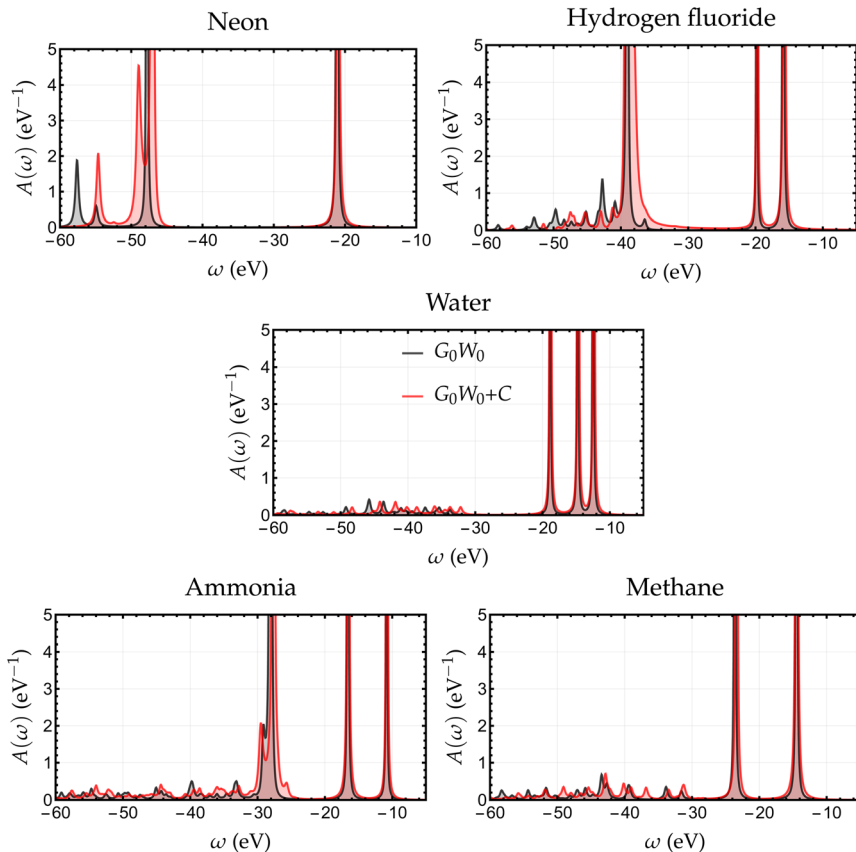 Neon
Hydrogen fluoride
5
4
3
2
1
0
A(ω) (eV⁻¹)
−60 −50 −40 −30 −20 −10
ω (eV)
5
4
3
2
1
0
A(ω) (eV⁻¹)
−60 −50 −40 −30 −20 −10
ω (eV)
Water
5
4
3
2
1
0
A(ω) (eV⁻¹)
G₀W₀
G₀W₀+C
−60 −50 −40 −30 −20 −10
ω (eV)
Ammonia
Methane
5
4
3
2
1
0
A(ω) (eV⁻¹)
−60 −50 −40 −30 −20 −10
ω (eV)
5
4
3
2
1
0
A(ω) (eV⁻¹)
−60 −50 −40 −30 −20 −10
ω (eV)